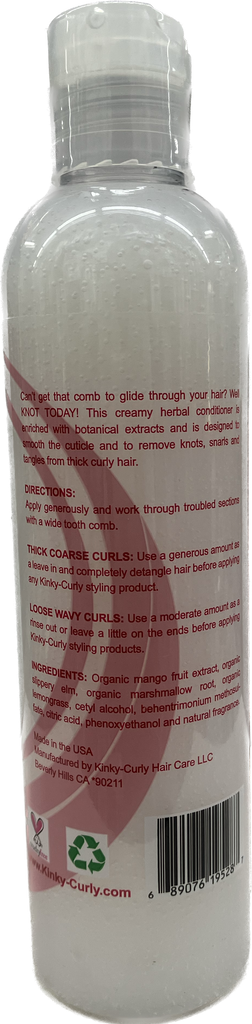 Can't get that comb to glide through your hair? Well
KNOT TODAY! This creamy herbal conditioner is
enriched with botanical extracts and is designed to
smooth the cuticle and to remove knots, snarls and
tangles from thick curly hair.
DIRECTIONS:
Apply generously and work through troubled sections
with a wide tooth comb.
THICK COARSE CURLS: Use a generous amount as
a leave in and completely detangle hair before applying
any Kinky-Curly styling product.
LOOSE WAVY CURLS: Use a moderate amount as a
rinse out or leave a little on the ends before applying
Kinky-Curly styling products.
INGREDIENTS: Organic mango fruit extract, organic
slippery elm, organic marshmallow root, organic
lemongrass, cetyl alcohol, behentrimonium methosul-
fate, citric acid, phenoxyethanol and natural fragrance
Made in the USA
Manufactured by Kinky-Curly Hair Care LLC
Beverly Hills CA *90211
www.Kinky-Curly.com
6 89076 19528 7